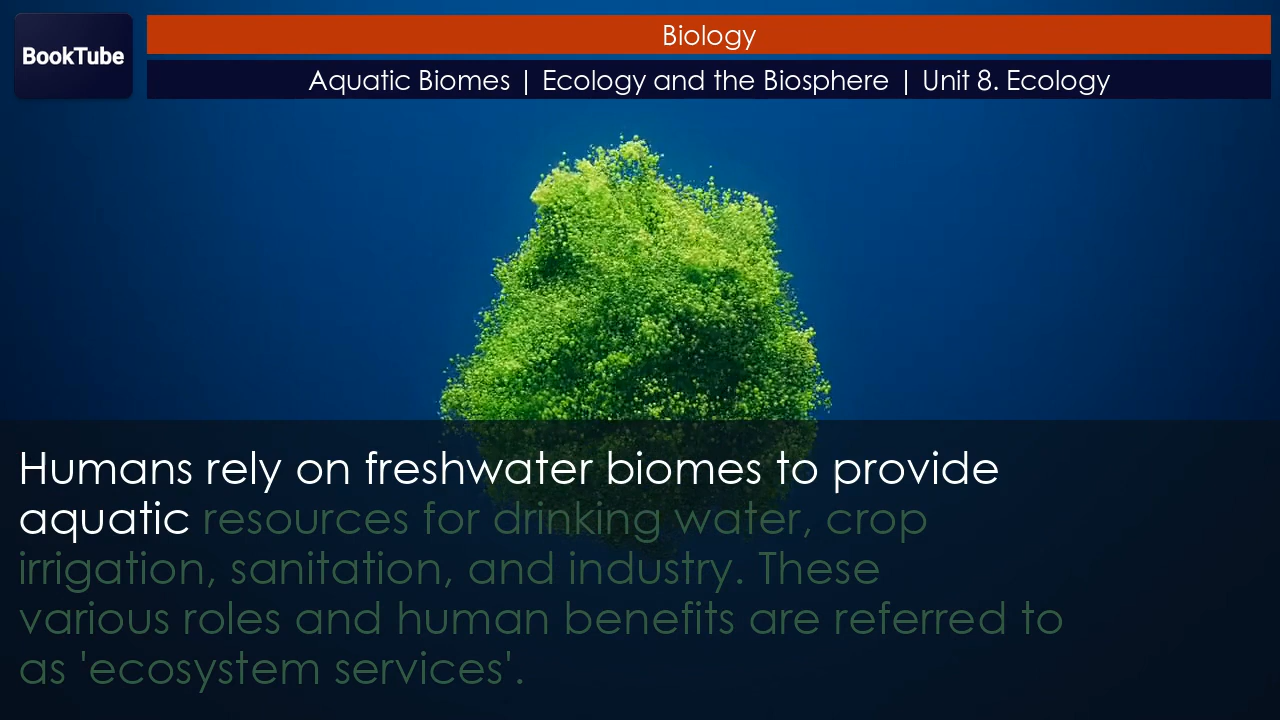 BookTube
Biology
Aquatic Biomes | Ecology and the Biosphere | Unit 8. Ecology
Humans rely on freshwater biomes to provide
aquatic resources for drinking water, crop
irrigation, sanitation, and industry. These
various roles and human benefits are referred to
as 'ecosystem services'.